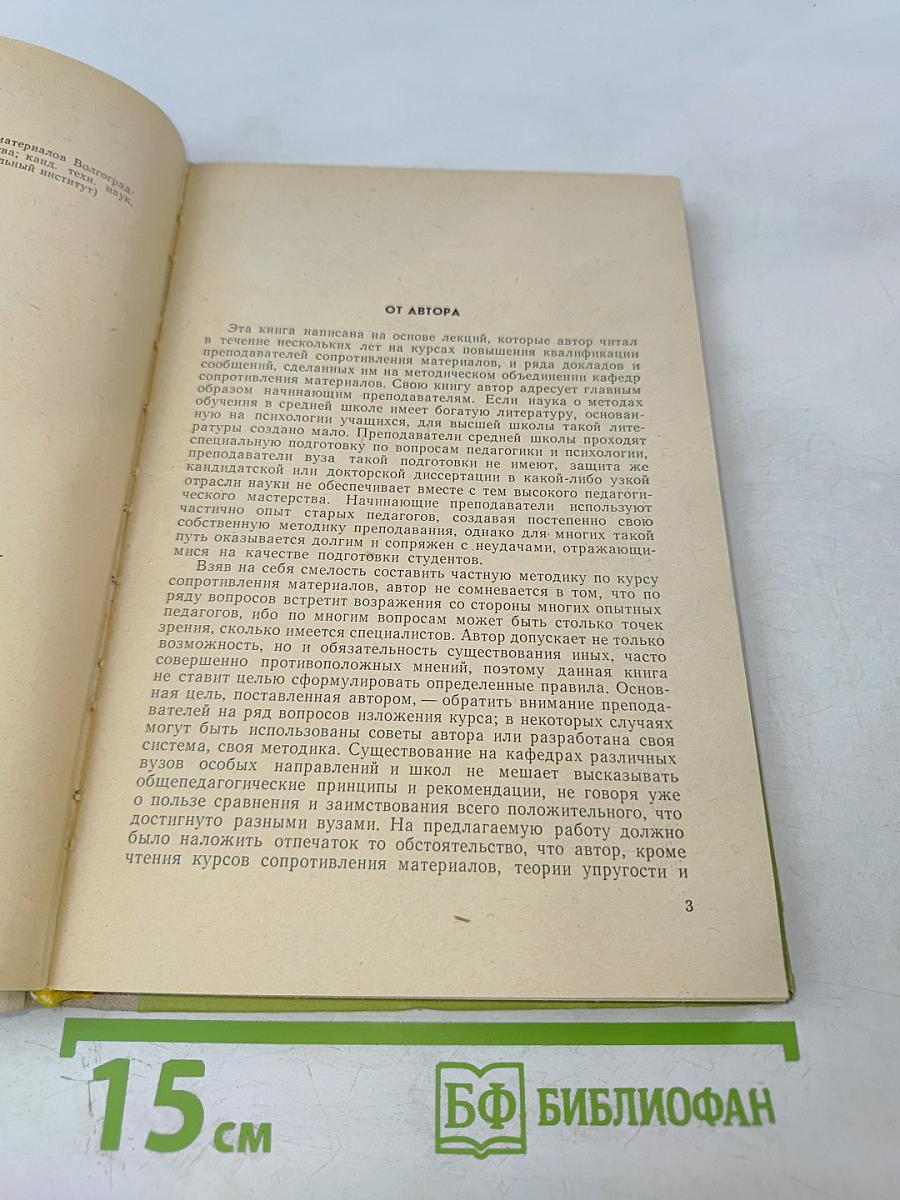 материалов Волгоград-
ва; канд. техн. наук,
льный институт)
ОТ АВТОРА
Эта книга написана на основе лекций, которые автор читал
в течение нескольких лет на курсах повышения квалификации
преподавателей сопротивления материалов, и ряда докладов и
сообщений, сделанных им на методическом объединении кафедр
сопротивления материалов. Свою книгу автор адресует главным
образом начинающим преподавателям. Если наука о методах
обучения в средней школе имеет богатую литературу, основан-
ную на психологии учащихся, для высшей школы такой лите-
ратуры создано мало. Преподаватели средней школы проходят
специальную подготовку по вопросам педагогики и психологии,
преподаватели вуза такой подготовки не имеют, защита же
кандидатской или докторской диссертации в какой-либо узкой
отрасли науки не обеспечивает вместе с тем высокого педагоги-
ческого мастерства. Начинающие преподаватели используют
частично опыт старых педагогов, создавая постепенно свою
собственную методику преподавания, однако для многих такой
путь оказывается долгим и сопряжен с неудачами, отражающи-
мися на качестве подготовки студентов.
Взяв на себя смелость составить частную методику по курсу
сопротивления материалов, автор не сомневается в том, что по
ряду вопросов встретит возражения со стороны многих опытных
педагогов, ибо по многим вопросам может быть столько точек
зрения, сколько имеется специалистов. Автор допускает не только
возможность, но и обязательность существования иных, часто
совершенно противоположных мнений, поэтому данная книга
не ставит целью сформулировать определенные правила. Основ-
ная цель, поставленная автором, — обратить внимание препода-
вателей на ряд вопросов изложения курса; в некоторых случаях
могут быть использованы советы автора или разработана своя
система, своя методика. Существование на кафедрах различных
вузов особых направлений и школ не мешает высказывать
общепедагогические принципы и рекомендации, не говоря уже
о пользе сравнения и заимствования всего положительного, что
достигнуто разными вузами. На предлагаемую работу должно
было наложить отпечаток то обстоятельство, что автор, кроме
чтения курсов сопротивления материалов, теории упругости и
3
15 см
БФ БИБЛИОФАН